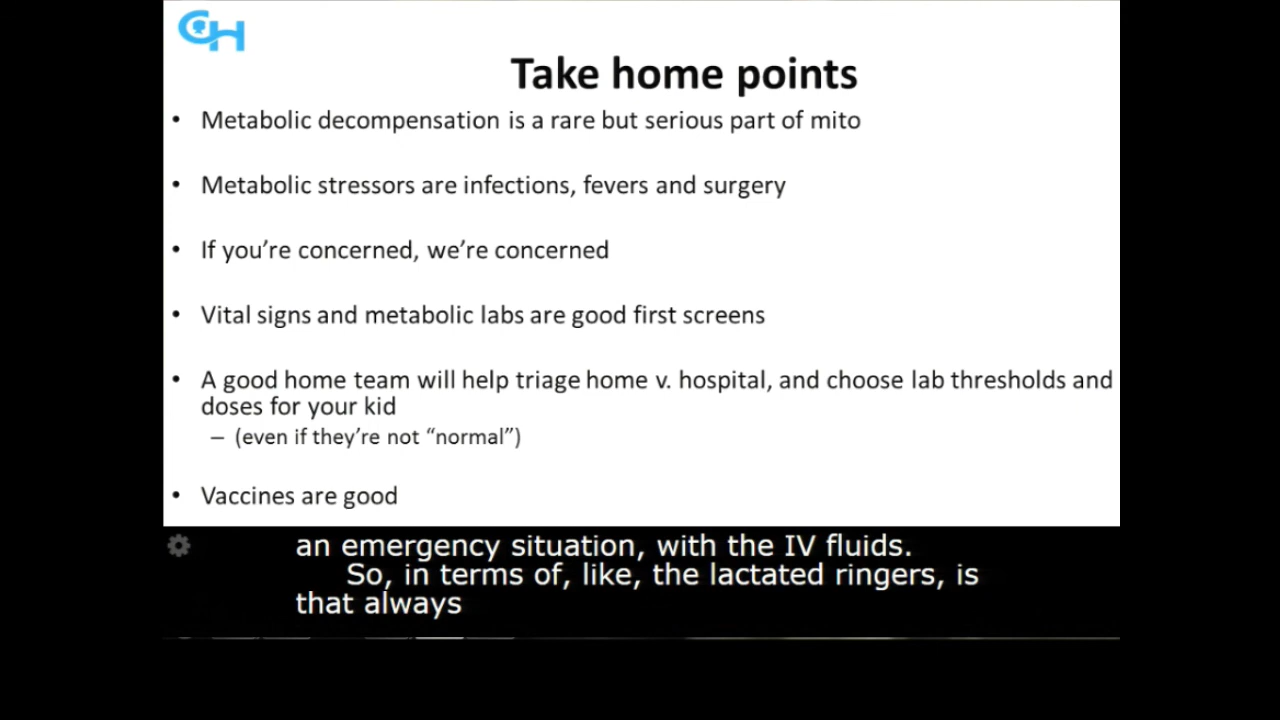 CH
Take home points
• Metabolic decompensation is a rare but serious part of mito
• Metabolic stressors are infections, fevers and surgery
• If you’re concerned, we’re concerned
• Vital signs and metabolic labs are good first screens
• A good home team will help triage home v. hospital, and choose lab thresholds and
doses for your kid
– (even if they’re not “normal”)
• Vaccines are good
an emergency situation, with the IV fluids.
So, in terms of, like, the lactated ringers, is
that always